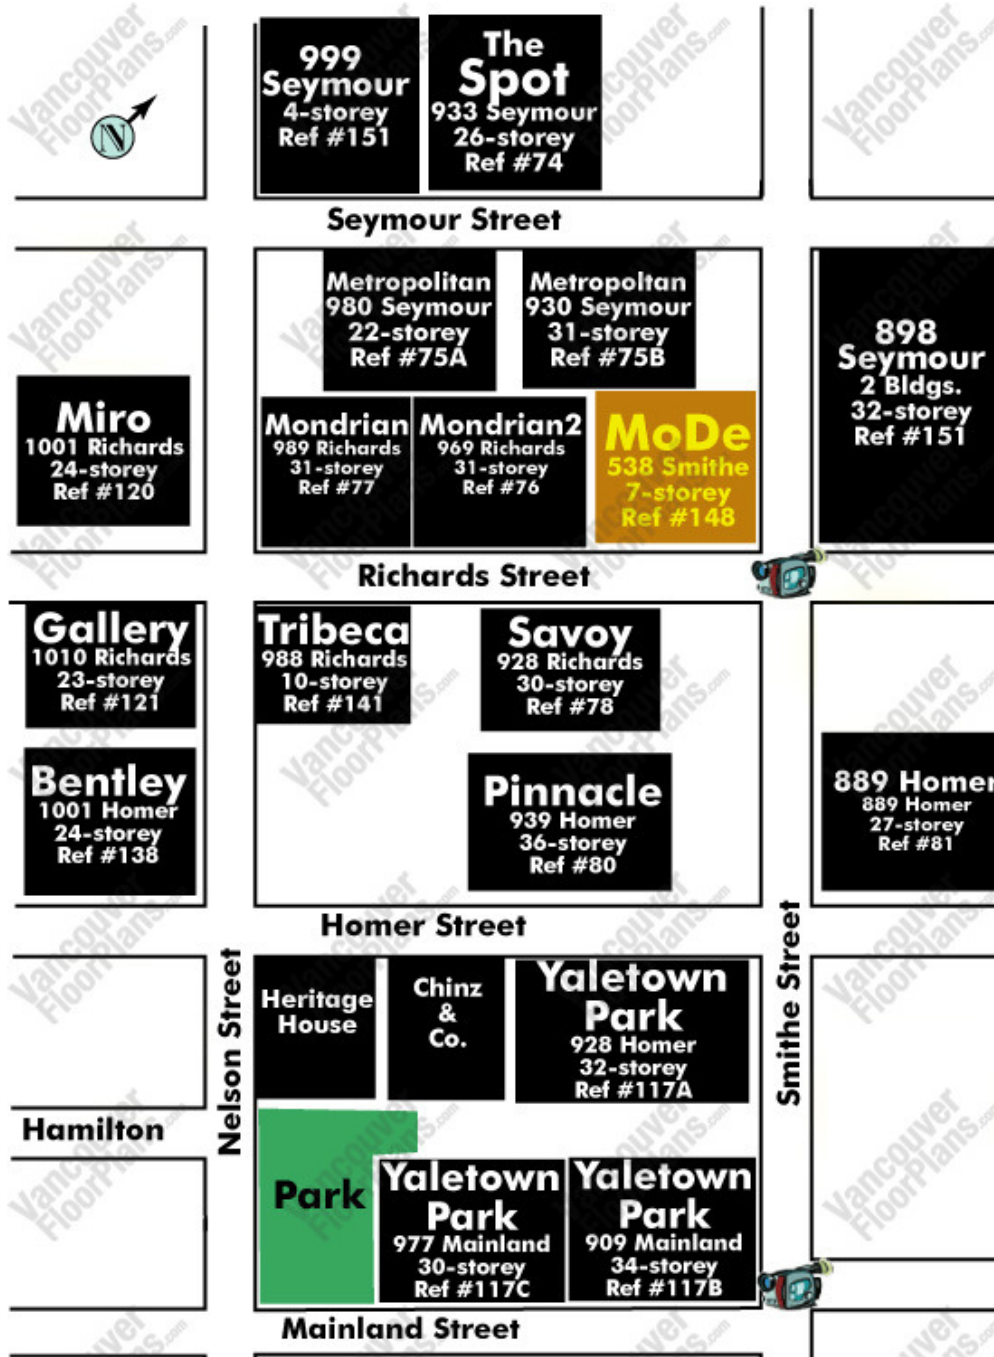 999
Seymour
4-storey
Ref #151
The
Spot
933 Seymour
26-storey
Ref #74
N
Seymour Street
Metropolitan
980 Seymour
22-storey
Ref #75A
Metropoltan
930 Seymour
31-storey
Ref #75B
898
Seymour
2 Bldgs.
32-storey
Ref #151
Miro
1001 Richards
24-storey
Ref #120
Mondrian
989 Richards
31-storey
Ref #77
Mondrian2
969 Richards
31-storey
Ref #76
MoDe
538 Smithe
7-storey
Ref #148
Richards Street
Gallery
1010 Richards
23-storey
Ref #121
Tribeca
988 Richards
10-storey
Ref #141
Savoy
928 Richards
30-storey
Ref #78
Bentley
1001 Homer
24-storey
Ref #138
Pinnacle
939 Homer
36-storey
Ref #80
889 Homer
889 Homer
27-storey
Ref #81
Homer Street
Nelson Street
Smithe Street
Heritage
House
Chinz
&
Co.
Yaletown
Park
928 Homer
32-storey
Ref #117A
Hamilton
Park
Yaletown
Park
977 Mainland
30-storey
Ref #117C
Yaletown
Park
909 Mainland
34-storey
Ref #117B
Mainland Street
Vancouver
FloorPlans.com